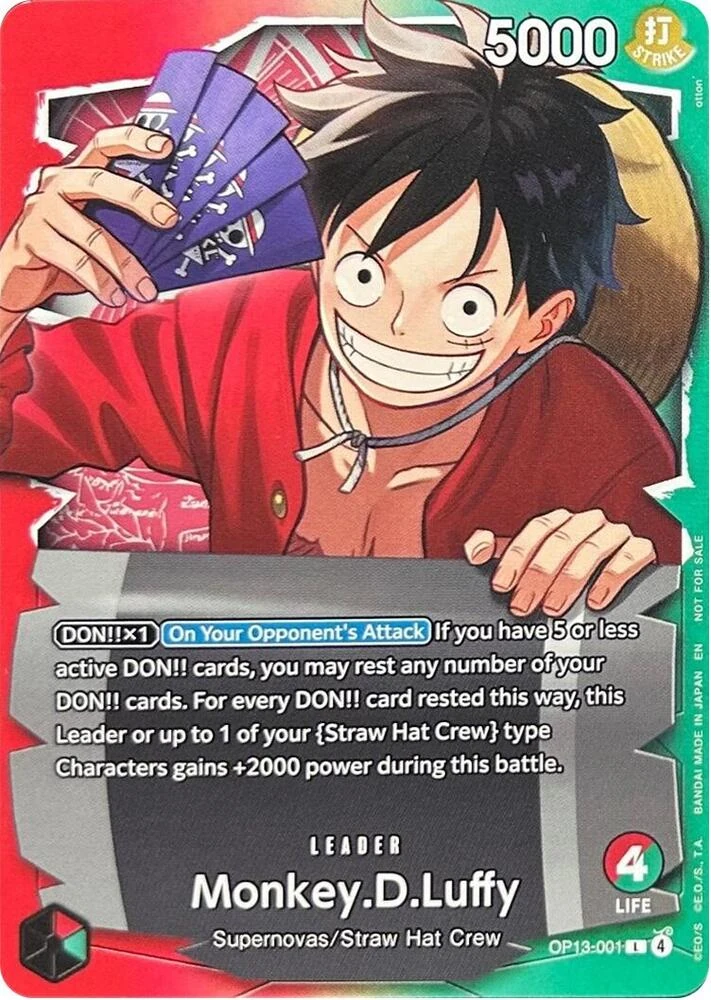 5000
打
STRIKE
otton
DON!!×1 On Your Opponent's Attack If you have 5 or less
active DON!! cards, you may rest any number of your
DON!! cards. For every DON!! card rested this way, this
Leader or up to 1 of your {Straw Hat Crew} type
Characters gains +2000 power during this battle.
LEADER
Monkey.D.Luffy
4
LIFE
Supernovas/Straw Hat Crew
OP13-001 L 4
©EO/S ©E.O./S., T.A. BANDAI MADE IN JAPAN EN NOT FOR SALE